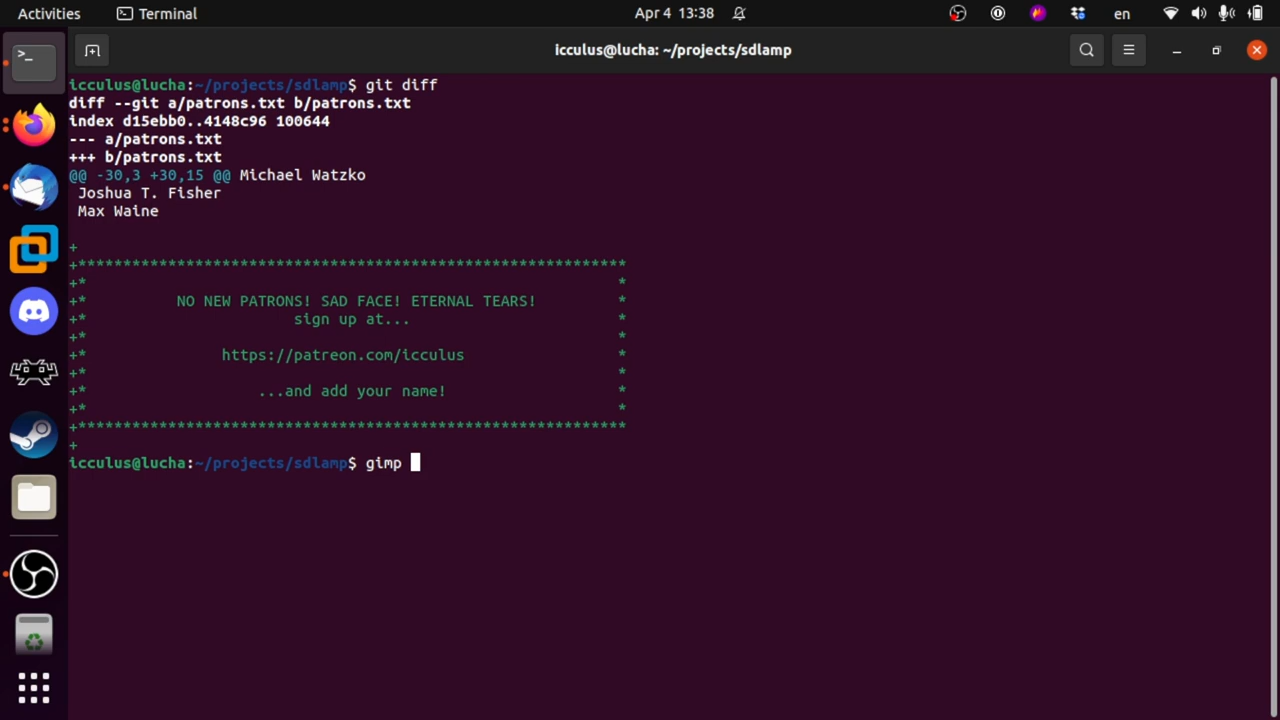 Activities Terminal Apr 4 13:38 en
icculus@lucha: ~/projects/sdlamp
icculus@lucha:~/projects/sdlamp$ git diff
diff --git a/patrons.txt b/patrons.txt
index d15ebb0..4148c96 100644
--- a/patrons.txt
+++ b/patrons.txt
@@ -30,3 +30,15 @@ Michael Watzko
 Joshua T. Fisher
 Max Waine

+
+*************************************************************
+*                                                           *
+*          NO NEW PATRONS! SAD FACE! ETERNAL TEARS!         *
+*                       sign up at...                       *
+*                                                           *
+*               https://patreon.com/icculus                 *
+*                                                           *
+*                   ...and add your name!                   *
+*                                                           *
+*************************************************************
+
icculus@lucha:~/projects/sdlamp$ gimp